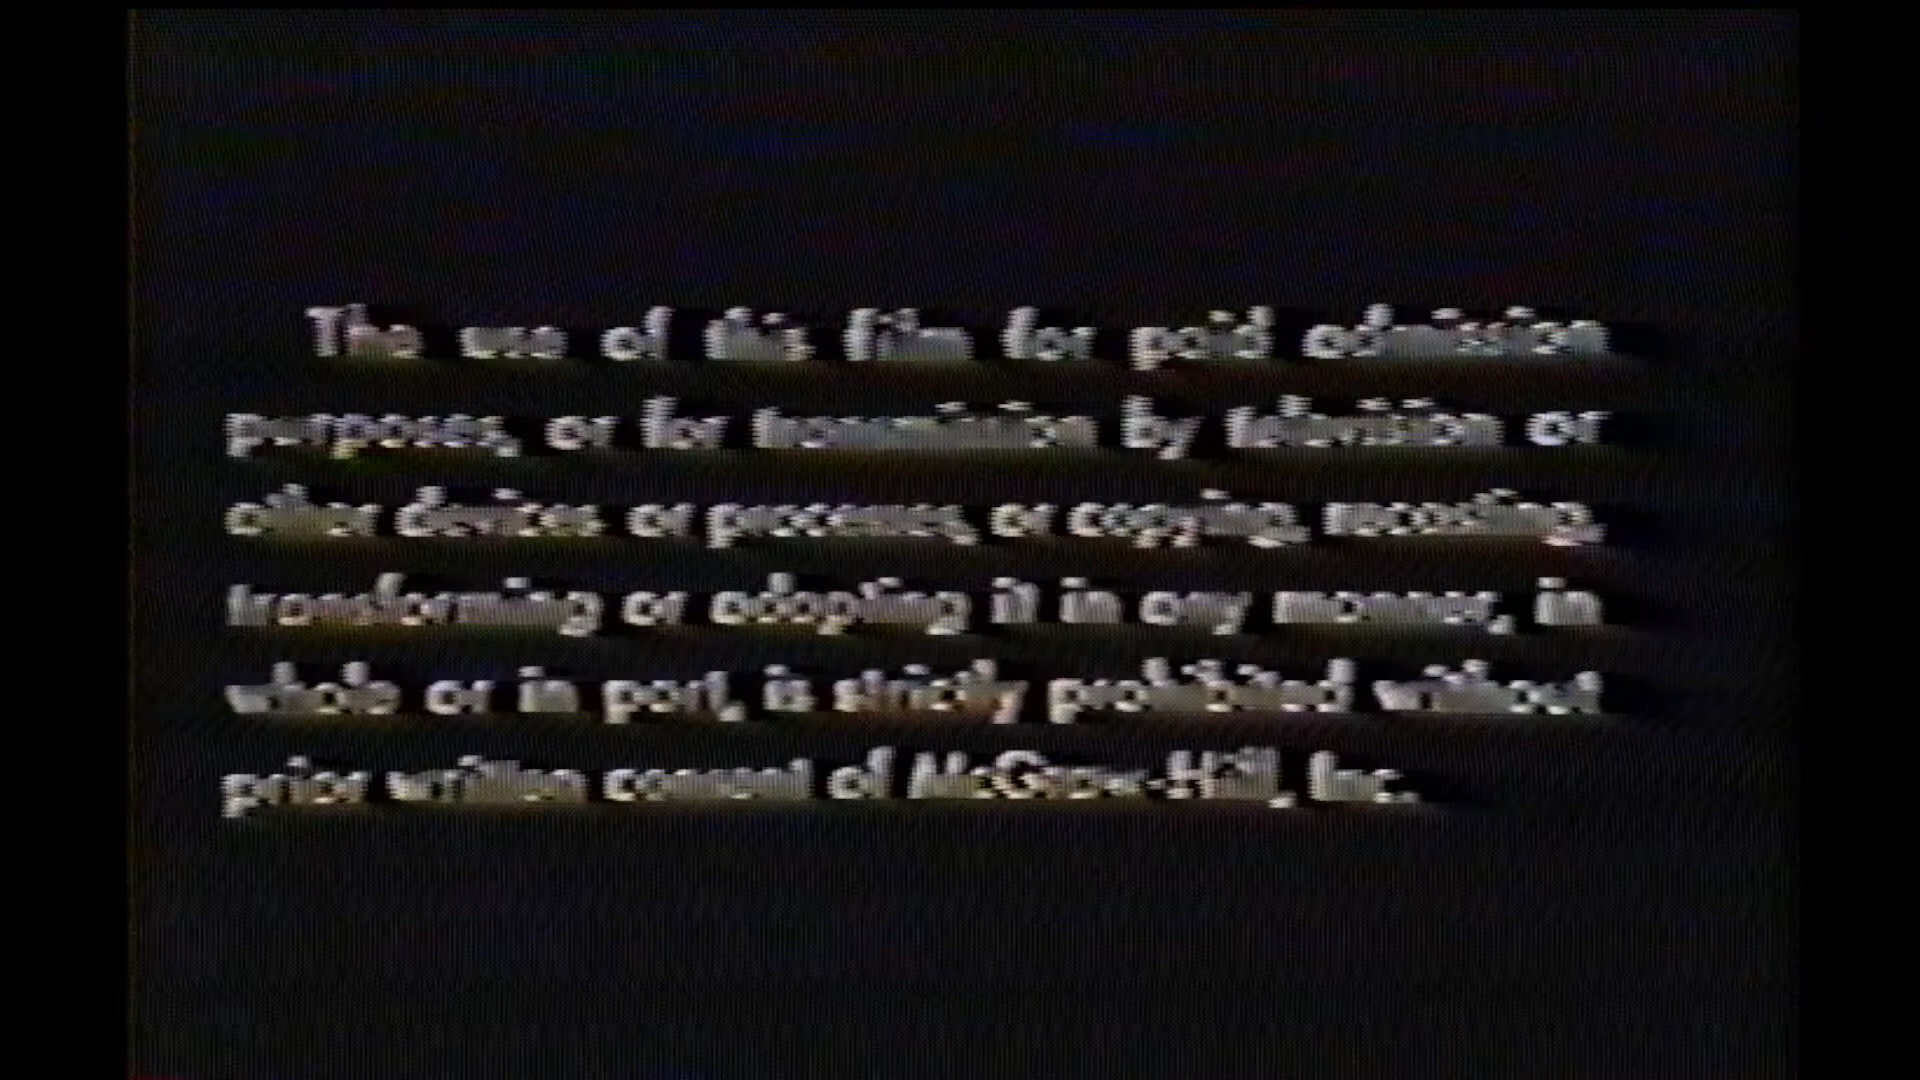 The use of this film for paid admission
purposes, or for transmission by television or
other devices or processes, or copying, recording,
transforming or adapting it in any manner, in
whole or in part, is strictly prohibited without
prior written consent of McGraw-Hill, Inc.